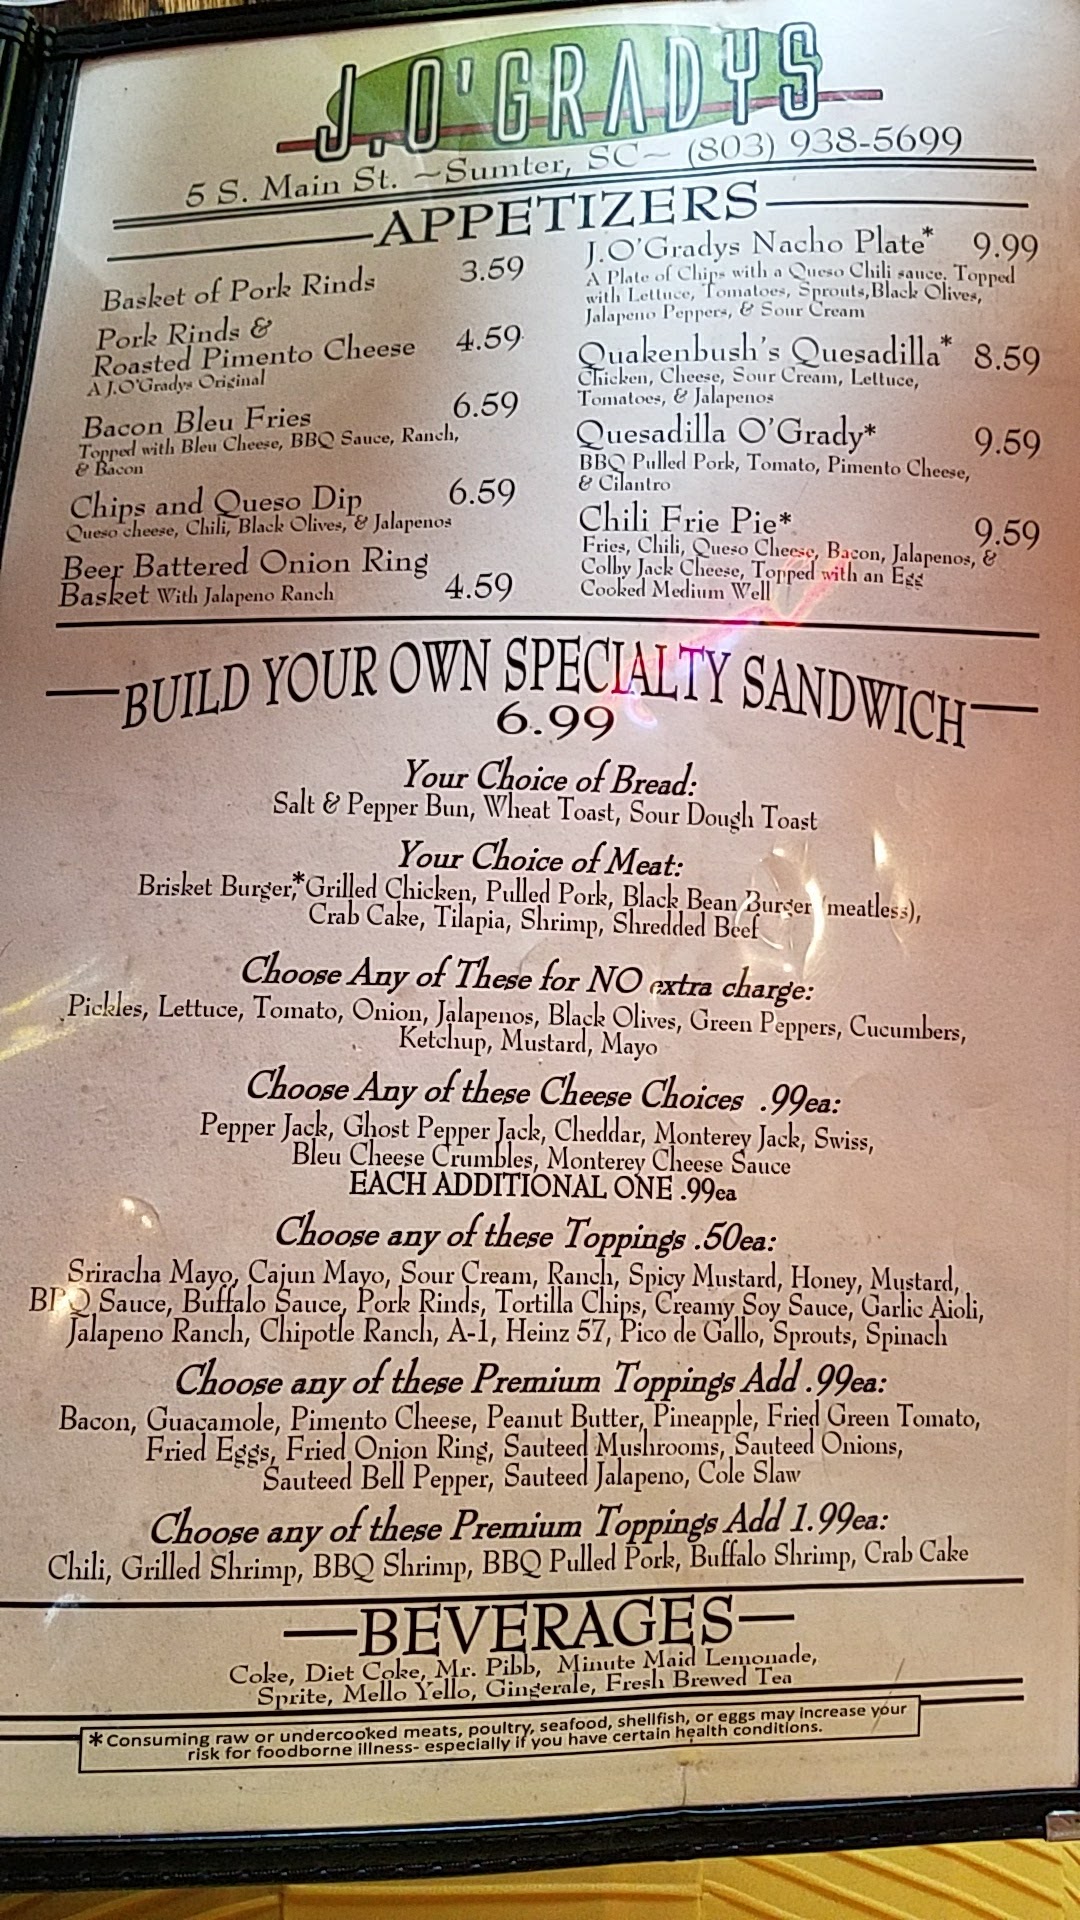 J.O'GRADYS
5 S. Main St. ~Sumter, SC~ (803) 938-5699
APPETIZERS
Basket of Pork Rinds 3.59
Pork Rinds &
Roasted Pimento Cheese 4.59
A J.O'Gradys Original
Bacon Bleu Fries 6.59
Topped with Bleu Cheese, BBQ Sauce, Ranch,
& Bacon
Chips and Queso Dip 6.59
Queso cheese, Chili, Black Olives, & Jalapenos
Beer Battered Onion Ring
Basket With Jalapeno Ranch 4.59
J.O'Gradys Nacho Plate* 9.99
A Plate of Chips with a Queso Chili sauce. Topped
with Lettuce, Tomatoes, Sprouts,Black Olives,
Jalapeno Peppers, & Sour Cream
Quakenbush's Quesadilla* 8.59
Chicken, Cheese, Sour Cream, Lettuce,
Tomatoes, & Jalapenos
Quesadilla O'Grady* 9.59
BBQ Pulled Pork, Tomato, Pimento Cheese,
& Cilantro
Chili Frie Pie* 9.59
Fries, Chili, Queso Cheese, Bacon, Jalapenos, &
Colby Jack Cheese, Topped with an Egg
Cooked Medium Well
BUILD YOUR OWN SPECIALTY SANDWICH
6.99
Your Choice of Bread:
Salt & Pepper Bun, Wheat Toast, Sour Dough Toast
Your Choice of Meat:
Brisket Burger,*Grilled Chicken, Pulled Pork, Black Bean Burger (meatless),
Crab Cake, Tilapia, Shrimp, Shredded Beef
Choose Any of These for NO extra charge:
Pickles, Lettuce, Tomato, Onion, Jalapenos, Black Olives, Green Peppers, Cucumbers,
Ketchup, Mustard, Mayo
Choose Any of these Cheese Choices .99ea:
Pepper Jack, Ghost Pepper Jack, Cheddar, Monterey Jack, Swiss,
Bleu Cheese Crumbles, Monterey Cheese Sauce
EACH ADDITIONAL ONE .99ea
Choose any of these Toppings .50ea:
Sriracha Mayo, Cajun Mayo, Sour Cream, Ranch, Spicy Mustard, Honey, Mustard,
BBQ Sauce, Buffalo Sauce, Pork Rinds, Tortilla Chips, Creamy Soy Sauce, Garlic Aioli,
Jalapeno Ranch, Chipotle Ranch, A-1, Heinz 57, Pico de Gallo, Sprouts, Spinach
Choose any of these Premium Toppings Add .99ea:
Bacon, Guacamole, Pimento Cheese, Peanut Butter, Pineapple, Fried Green Tomato,
Fried Eggs, Fried Onion Ring, Sauteed Mushrooms, Sauteed Onions,
Sauteed Bell Pepper, Sauteed Jalapeno, Cole Slaw
Choose any of these Premium Toppings Add 1.99ea:
Chili, Grilled Shrimp, BBQ Shrimp, BBQ Pulled Pork, Buffalo Shrimp, Crab Cake
BEVERAGES
Coke, Diet Coke, Mr. Pibb, Minute Maid Lemonade,
Sprite, Mello Yello, Gingerale, Fresh Brewed Tea
*Consuming raw or undercooked meats, poultry, seafood, shellfish, or eggs may increase your
risk for foodborne illness- especially if you have certain health conditions.